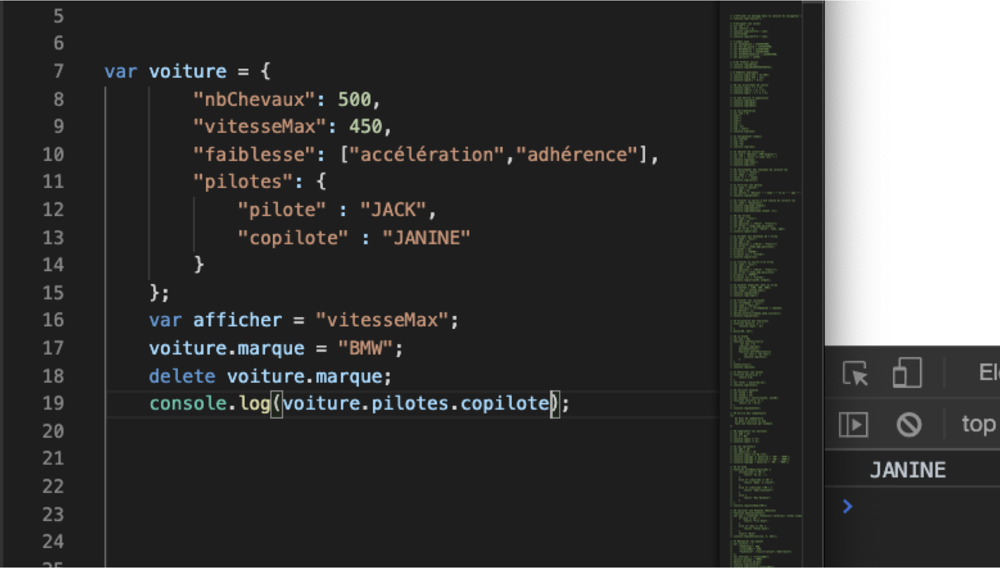 5
6
7 var voiture = {
8 "nbChevaux": 500,
9 "vitesseMax": 450,
10 "faiblesse": ["accélération","adhérence"],
11 "pilotes": {
12 "pilote" : "JACK",
13 "copilote" : "JANINE"
14 }
15 };
16 var afficher = "vitesseMax";
17 voiture.marque = "BMW";
18 delete voiture.marque;
19 console.log(voiture.pilotes.copilote);
20
21
22
23
24
top
JANINE